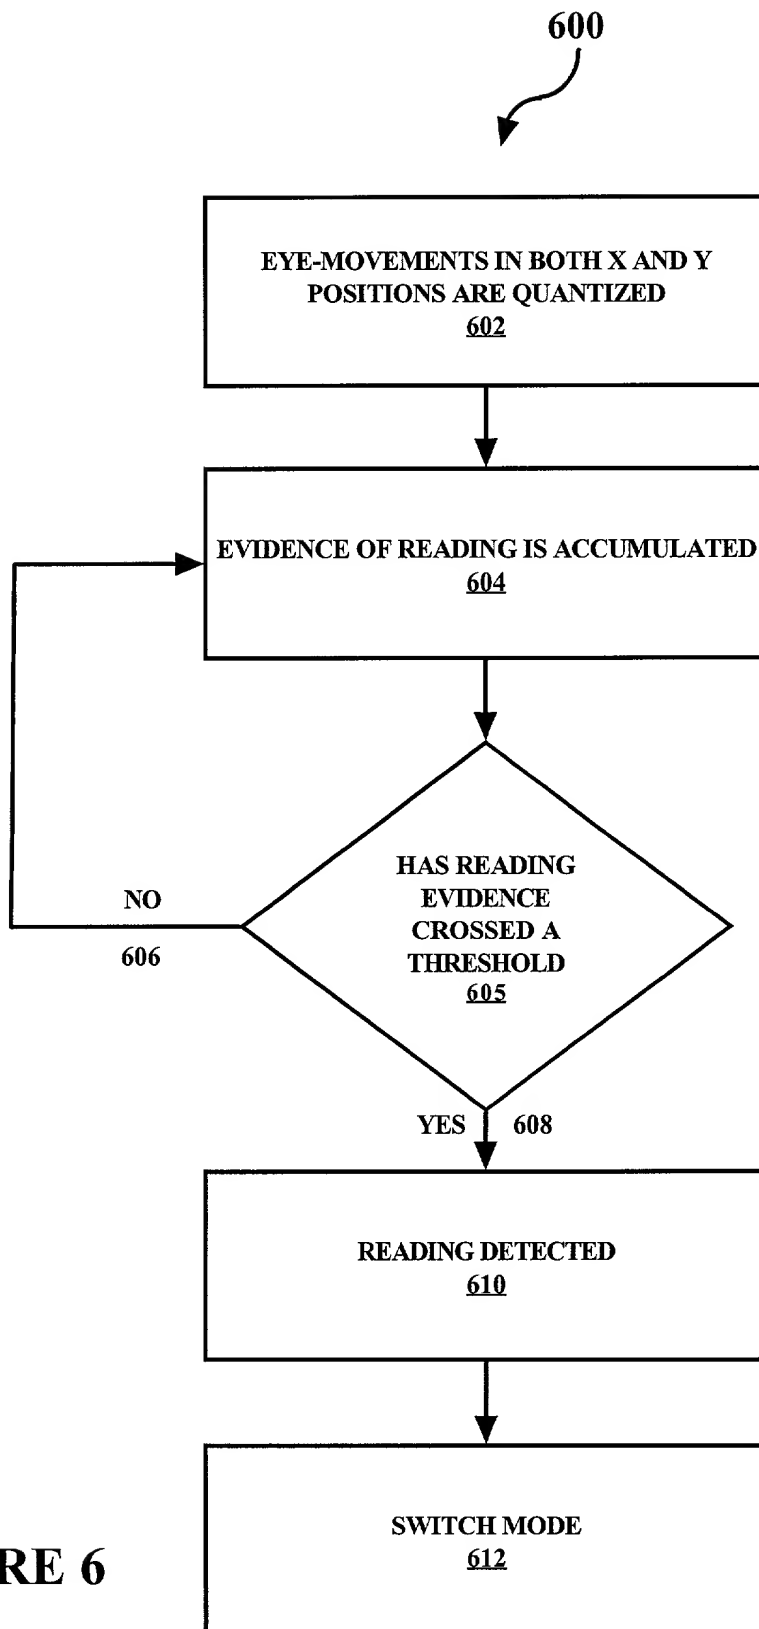 600
EYE-MOVEMENTS IN BOTH X AND Y
POSITIONS ARE QUANTIZED
602
EVIDENCE OF READING IS ACCUMULATED
604
HAS READING
EVIDENCE
CROSSED A
THRESHOLD
605
NO
606
YES 608
READING DETECTED
610
SWITCH MODE
612
RE 6